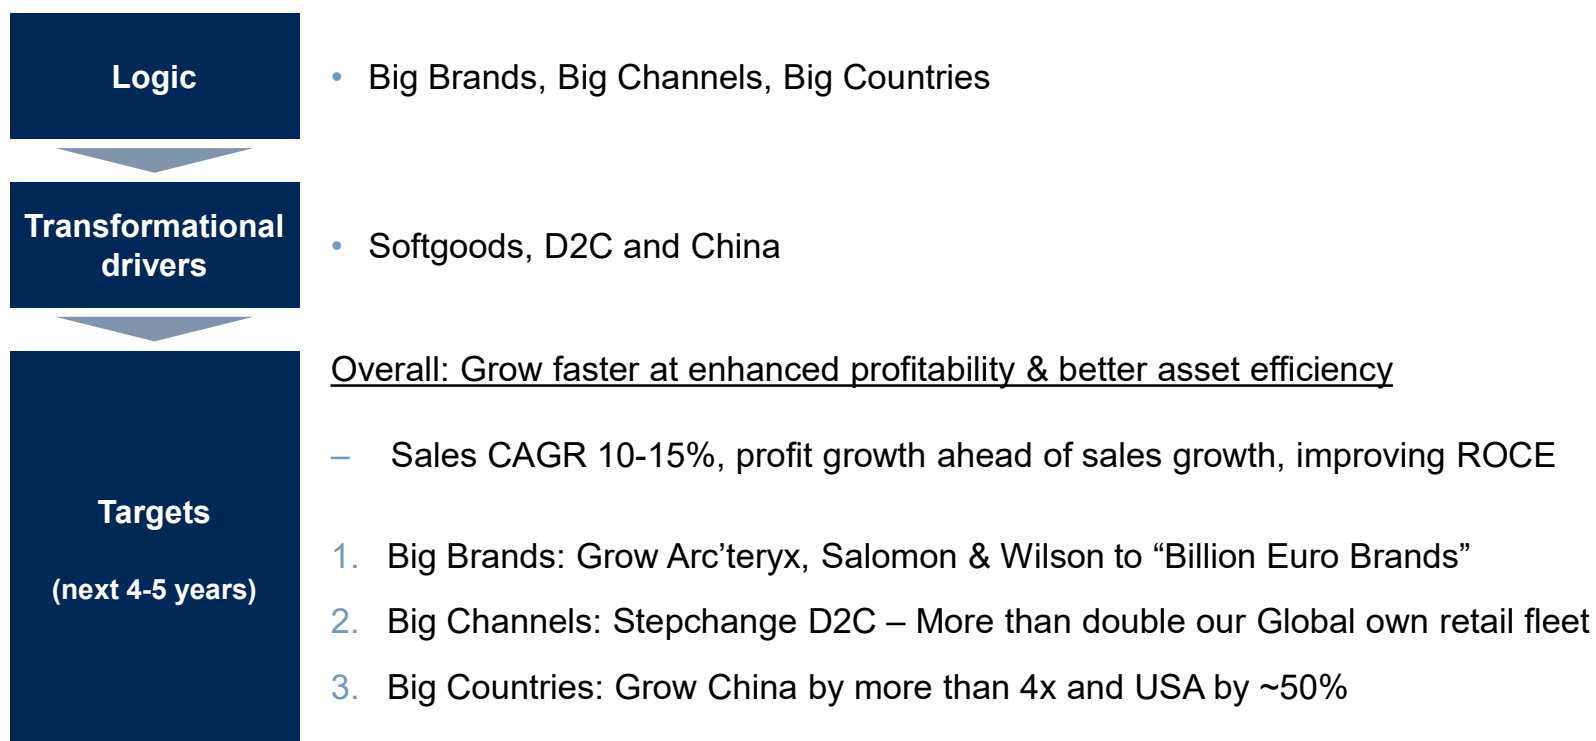 Logic
• Big Brands, Big Channels, Big Countries
Transformational
drivers
• Softgoods, D2C and China
Targets
(next 4-5 years)
Overall: Grow faster at enhanced profitability & better asset efficiency
– Sales CAGR 10-15%, profit growth ahead of sales growth, improving ROCE
1. Big Brands: Grow Arc’teryx, Salomon & Wilson to “Billion Euro Brands”
2. Big Channels: Stepchange D2C – More than double our Global own retail fleet
3. Big Countries: Grow China by more than 4x and USA by ~50%